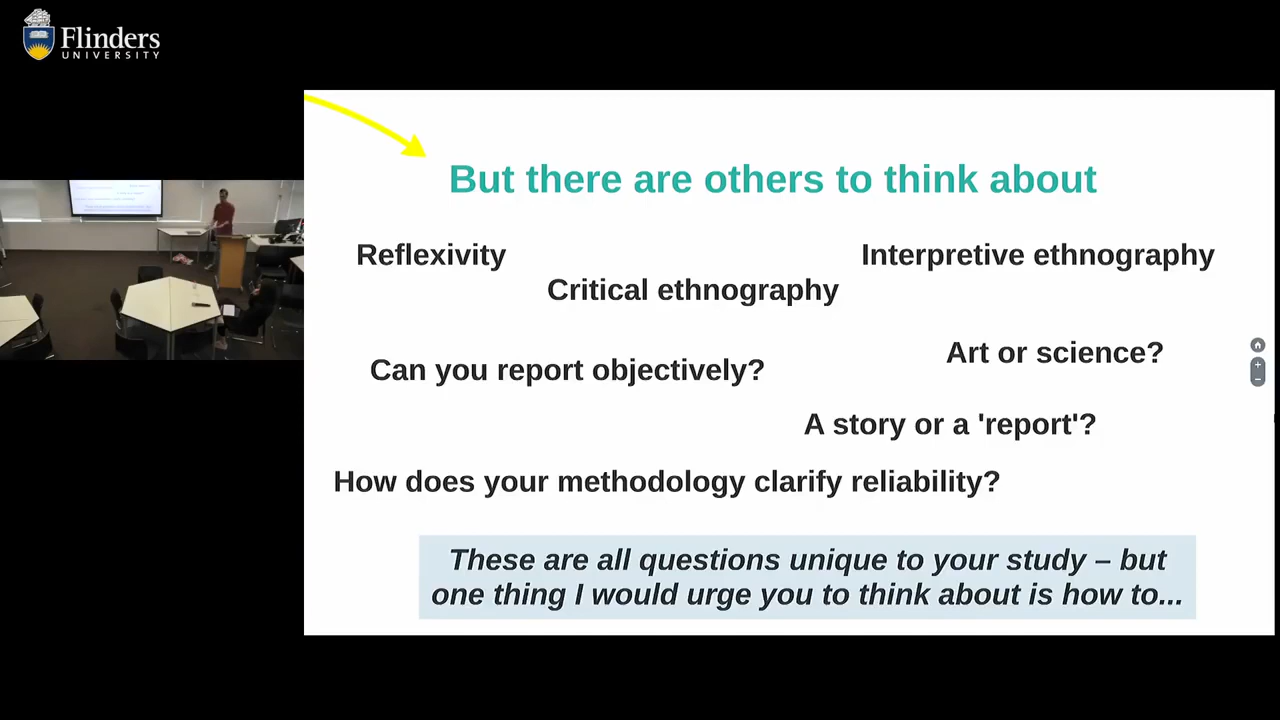 Flinders
UNIVERSITY
But there are others to think about
Reflexivity
Interpretive ethnography
Critical ethnography
Art or science?
Can you report objectively?
A story or a 'report'?
How does your methodology clarify reliability?
These are all questions unique to your study – but
one thing I would urge you to think about is how to...